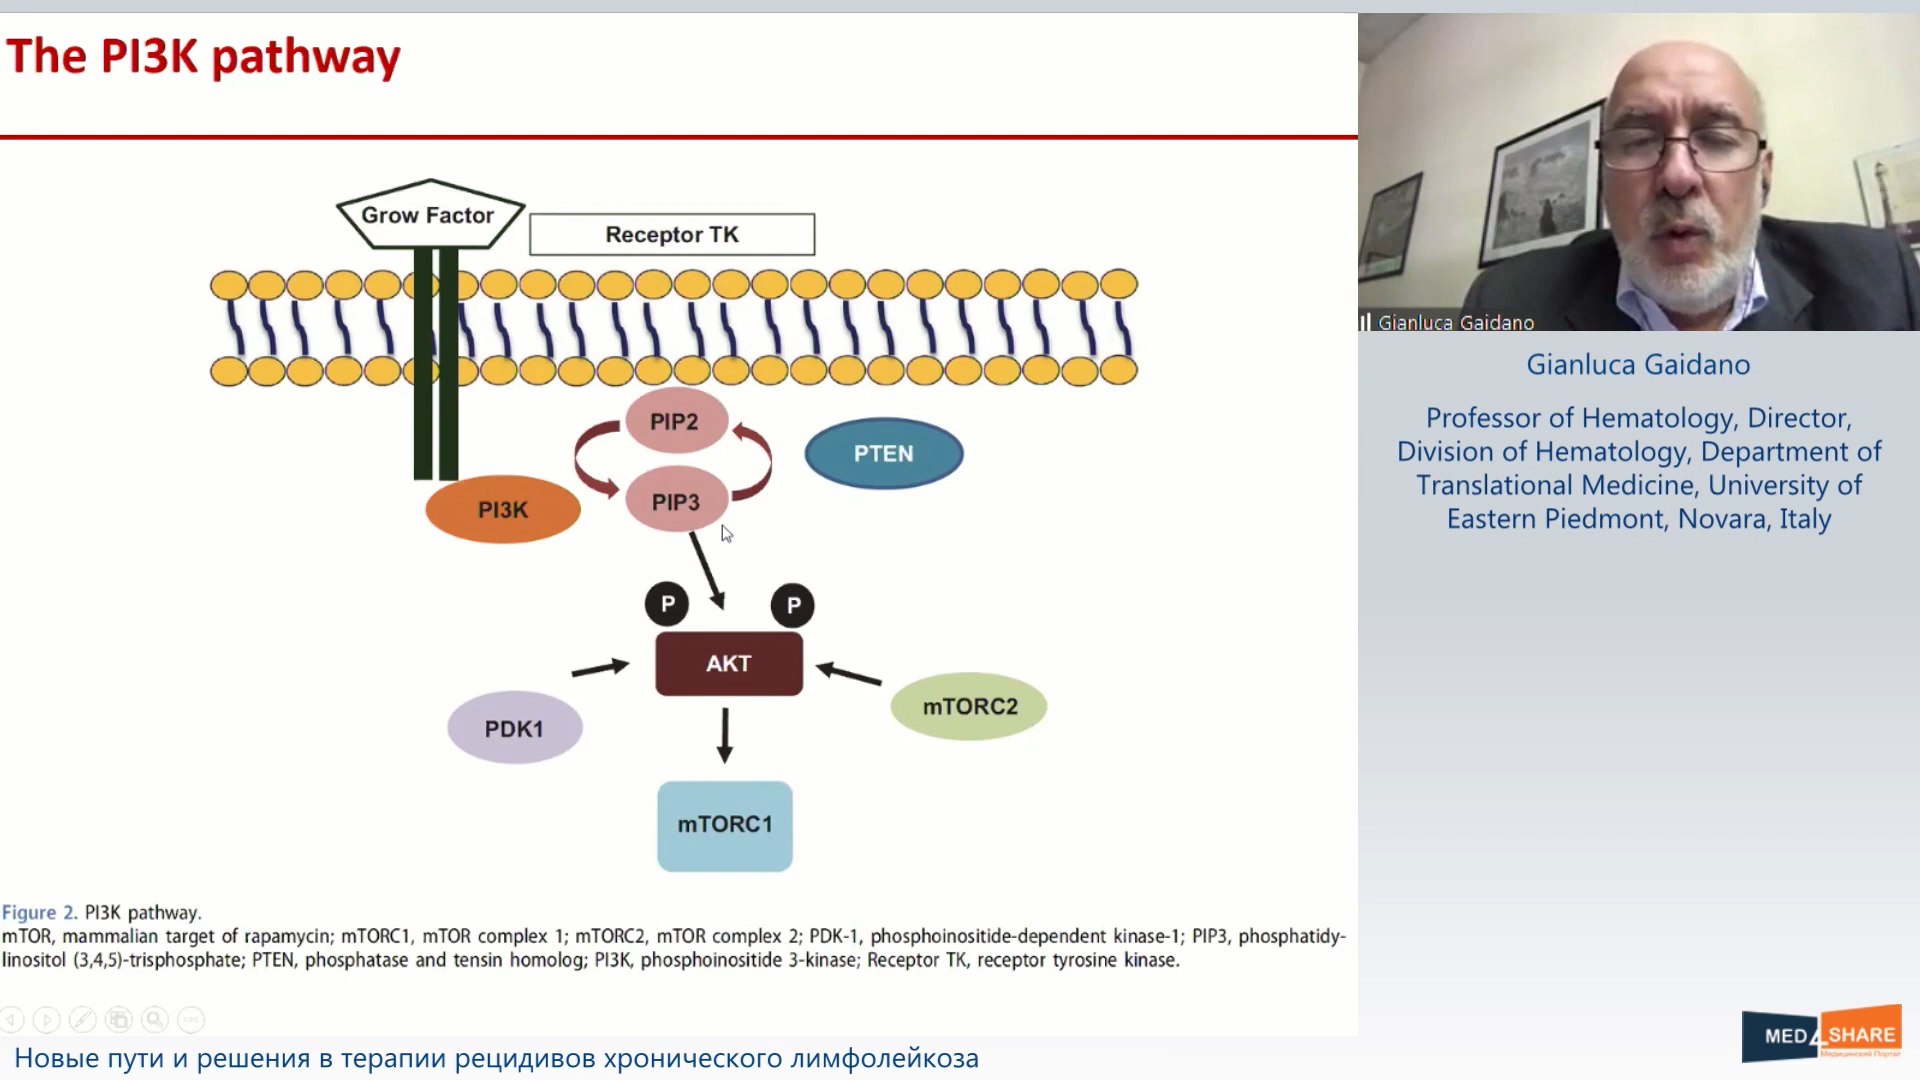 The PI3K pathway
Grow Factor
Receptor TK
PIP2
PTEN
PIP3
PI3K
P
P
AKT
mTORC2
PDK1
mTORC1
Figure 2. PI3K pathway.
mTOR, mammalian target of rapamycin; mTORC1, mTOR complex 1; mTORC2, mTOR complex 2; PDK-1, phosphoinositide-dependent kinase-1; PIP3, phosphatidy-
linositol (3,4,5)-trisphosphate; PTEN, phosphatase and tensin homolog; PI3K, phosphoinositide 3-kinase; Receptor TK, receptor tyrosine kinase.
Gianluca Gaidano
Gianluca Gaidano
Professor of Hematology, Director,
Division of Hematology, Department of
Translational Medicine, University of
Eastern Piedmont, Novara, Italy
MED4SHARE
Медицинский Портал
Новые пути и решения в терапии рецидивов хронического лимфолейкоза